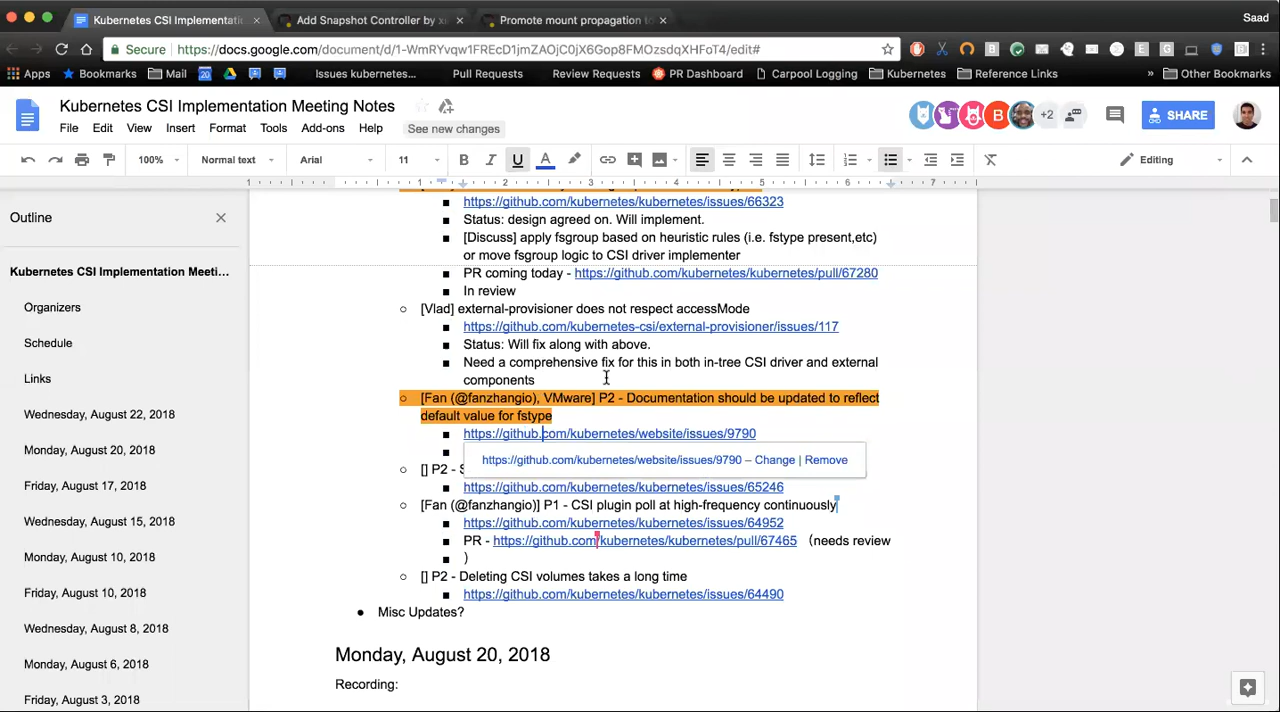 Kubernetes CSI Implementatio
Add Snapshot Controller by x
Promote mount propagation to
Saad
Secure
https://docs.google.com/document/d/1-WmRYvqw1FREcD1jmZAOjC0jX6Gop8FMOzsdqXHFoT4/edit#
Apps
Bookmarks
Mail
20
Issues kubernetes...
Pull Requests
Review Requests
PR Dashboard
Carpool Logging
Kubernetes
Reference Links
»
Other Bookmarks
Kubernetes CSI Implementation Meeting Notes
File Edit View Insert Format Tools Add-ons Help See new changes
B
+2
SHARE
100% Normal text Arial 11 B I U A
Editing
1 1 2 3 4 5 6 7
Outline
Kubernetes CSI Implementation Meeti...
Organizers
Schedule
Links
Wednesday, August 22, 2018
Monday, August 20, 2018
Friday, August 17, 2018
Wednesday, August 15, 2018
Monday, August 10, 2018
Friday, August 10, 2018
Wednesday, August 8, 2018
Monday, August 6, 2018
Friday, August 3, 2018
https://github.com/kubernetes/kubernetes/issues/66323
Status: design agreed on. Will implement.
[Discuss] apply fsgroup based on heuristic rules (i.e. fstype present,etc)
or move fsgroup logic to CSI driver implementer
PR coming today - https://github.com/kubernetes/kubernetes/pull/67280
In review
[Vlad] external-provisioner does not respect accessMode
https://github.com/kubernetes-csi/external-provisioner/issues/117
Status: Will fix along with above.
Need a comprehensive fix for this in both in-tree CSI driver and external
components
[Fan (@fanzhangio), VMware] P2 - Documentation should be updated to reflect
default value for fstype
https://github.com/kubernetes/website/issues/9790
https://github.com/kubernetes/website/issues/9790 – Change | Remove
[] P2 - S
https://github.com/kubernetes/kubernetes/issues/65246
[Fan (@fanzhangio)] P1 - CSI plugin poll at high-frequency continuously
https://github.com/kubernetes/kubernetes/issues/64952
PR - https://github.com/kubernetes/kubernetes/pull/67465 （needs review
)
[] P2 - Deleting CSI volumes takes a long time
https://github.com/kubernetes/kubernetes/issues/64490
Misc Updates?
Monday, August 20, 2018
Recording: